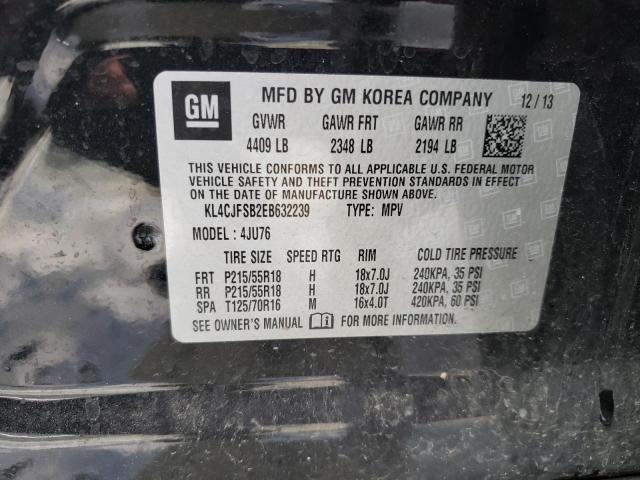 GM MFD BY GM KOREA COMPANY 12/13
GVWR GAWR FRT GAWR RR
4409 LB 2348 LB 2194 LB
THIS VEHICLE CONFORMS TO ALL APPLICABLE U.S. FEDERAL MOTOR
VEHICLE SAFETY AND THEFT PREVENTION STANDARDS IN EFFECT
ON THE DATE OF MANUFACTURE SHOWN ABOVE.
KL4CJFSB2EB632239 TYPE: MPV
MODEL : 4JU76
TIRE SIZE SPEED RTG RIM COLD TIRE PRESSURE
FRT P215/55R18 H 18x7.0J 240KPA, 35 PSI
RR P215/55R18 H 18x7.0J 240KPA, 35 PSI
SPA T125/70R16 M 16x4.0T 420KPA, 60 PSI
SEE OWNER'S MANUAL FOR MORE INFORMATION.